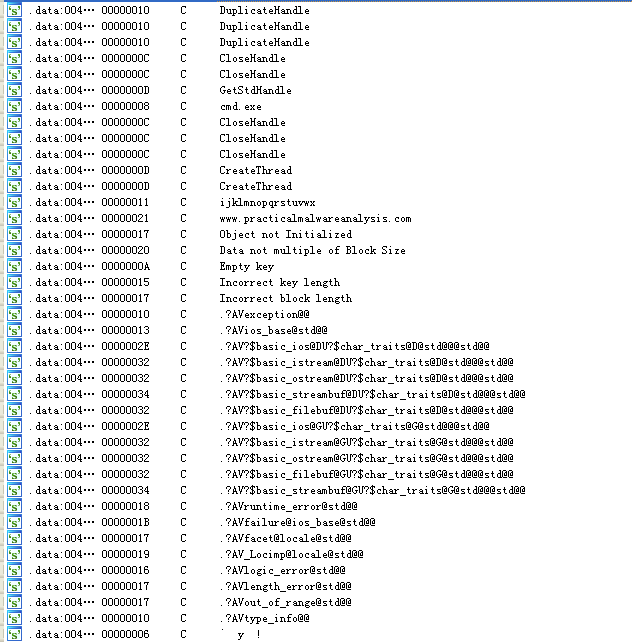 .data:004… 00000010 C DuplicateHandle
.data:004… 00000010 C DuplicateHandle
.data:004… 00000010 C DuplicateHandle
.data:004… 0000000C C CloseHandle
.data:004… 0000000C C CloseHandle
.data:004… 0000000D C GetStdHandle
.data:004… 00000008 C cmd.exe
.data:004… 0000000C C CloseHandle
.data:004… 0000000C C CloseHandle
.data:004… 0000000C C CloseHandle
.data:004… 0000000D C CreateThread
.data:004… 0000000D C CreateThread
.data:004… 00000011 C ijklmnopqrstuvwx
.data:004… 00000021 C www.practicalmalwareanalysis.com
.data:004… 00000017 C Object not Initialized
.data:004… 00000020 C Data not multiple of Block Size
.data:004… 0000000A C Empty key
.data:004… 00000015 C Incorrect key length
.data:004… 00000017 C Incorrect block length
.data:004… 00000010 C .?AVexception@@
.data:004… 00000013 C .?AVios_base@std@@
.data:004… 0000002E C .?AV?$basic_ios@DU?$char_traits@D@std@@@std@@
.data:004… 00000032 C .?AV?$basic_istream@DU?$char_traits@D@std@@@std@@
.data:004… 00000032 C .?AV?$basic_ostream@DU?$char_traits@D@std@@@std@@
.data:004… 00000034 C .?AV?$basic_streambuf@DU?$char_traits@D@std@@@std@@
.data:004… 00000032 C .?AV?$basic_filebuf@DU?$char_traits@D@std@@@std@@
.data:004… 0000002E C .?AV?$basic_ios@GU?$char_traits@G@std@@@std@@
.data:004… 00000032 C .?AV?$basic_istream@GU?$char_traits@G@std@@@std@@
.data:004… 00000032 C .?AV?$basic_ostream@GU?$char_traits@G@std@@@std@@
.data:004… 00000032 C .?AV?$basic_filebuf@GU?$char_traits@G@std@@@std@@
.data:004… 00000034 C .?AV?$basic_streambuf@GU?$char_traits@G@std@@@std@@
.data:004… 00000018 C .?AVruntime_error@std@@
.data:004… 0000001B C .?AVfailure@ios_base@std@@
.data:004… 00000017 C .?AVfacet@locale@std@@
.data:004… 00000019 C .?AV_Locimp@locale@std@@
.data:004… 00000016 C .?AVlogic_error@std@@
.data:004… 00000017 C .?AVlength_error@std@@
.data:004… 00000017 C .?AVout_of_range@std@@
.data:004… 00000010 C .?AVtype_info@@
.data:004… 00000006 C ` y !